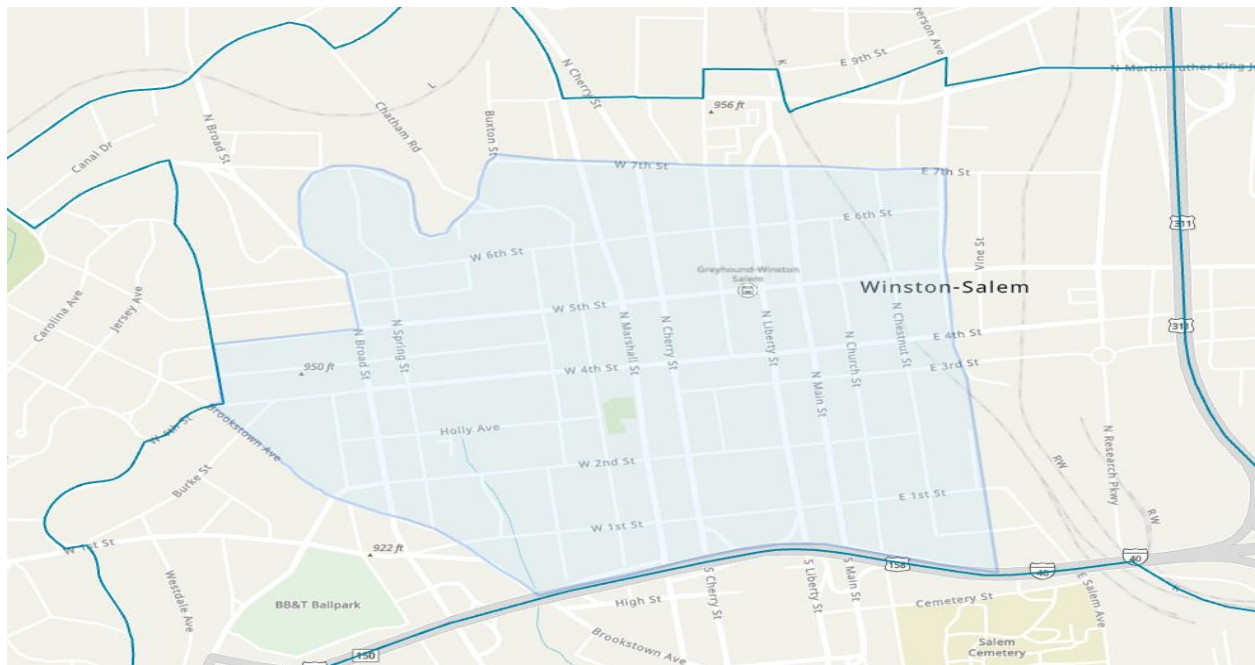 N Cherry St
K
E 9th St
erson Ave
N Martin Luther King J
L
956 ft
Chatham Rd
Buxton St
N Broad St
Canal Dr
W 7th St
E 7th St
E 6th St
311
Vine St
W 6th St
Greyhound-Winston
Salem
Winston-Salem
Carolina Ave
Jersey Ave
W 5th St
N Broad St
N Spring St
N Marshall St
N Cherry St
N Liberty St
N Main St
N Church St
N Chestnut St
E 4th St
311
950 ft
W 4th St
E 3rd St
Brookstown Ave
W 4th St
Holly Ave
N Research Pkwy
W 2nd St
RW
Burke St
E 1st St
RW
W 1st St
W 1st St
922 ft
158
40
40
Westdale Ave
BB&T Ballpark
S Cherry St
S Liberty St
S Main St
E Salem Ave
K
High St
Cemetery St
Brookstown Ave
Salem
Cemetery
150